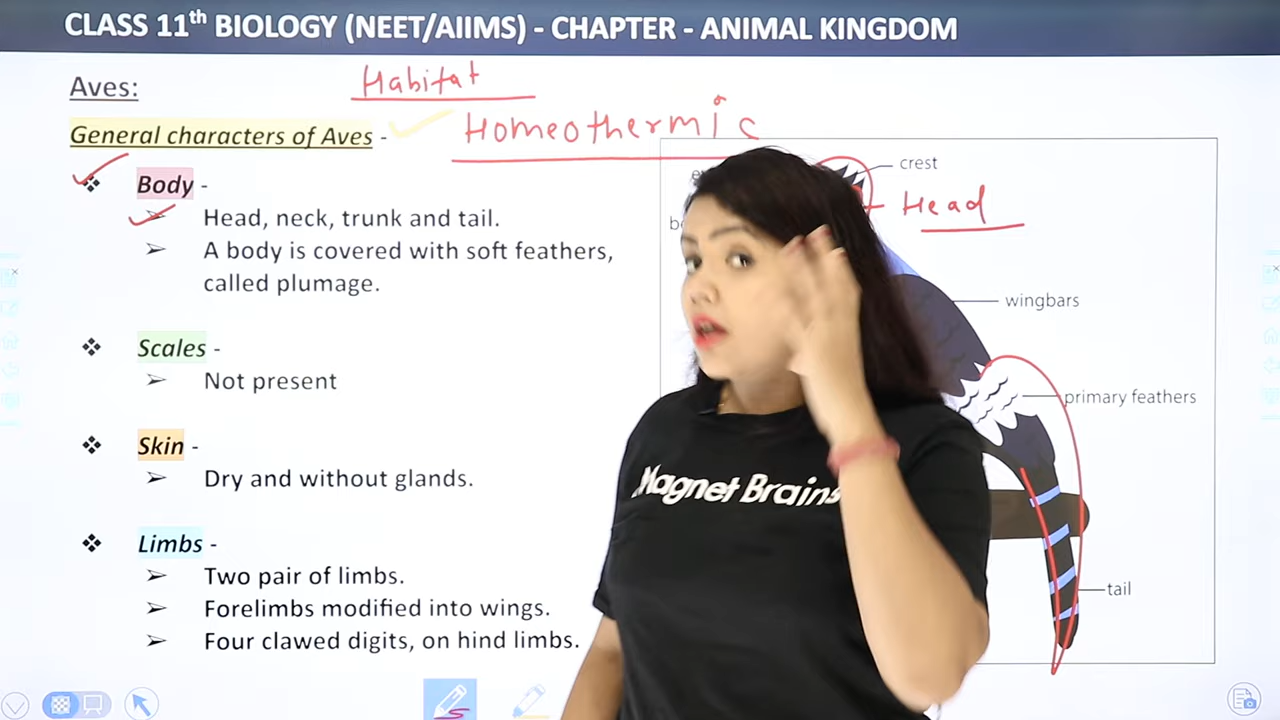 CLASS 11th BIOLOGY (NEET/AIIMS) - CHAPTER - ANIMAL KINGDOM
Aves:
Habitat
General characters of Aves -
Homeothermic
❖ Body -
➢ Head, neck, trunk and tail.
➢ A body is covered with soft feathers,
called plumage.
❖ Scales -
➢ Not present
❖ Skin -
➢ Dry and without glands.
❖ Limbs -
➢ Two pair of limbs.
➢ Forelimbs modified into wings.
➢ Four clawed digits, on hind limbs.
crest
Head
wingbars
primary feathers
tail
Magnet Brains